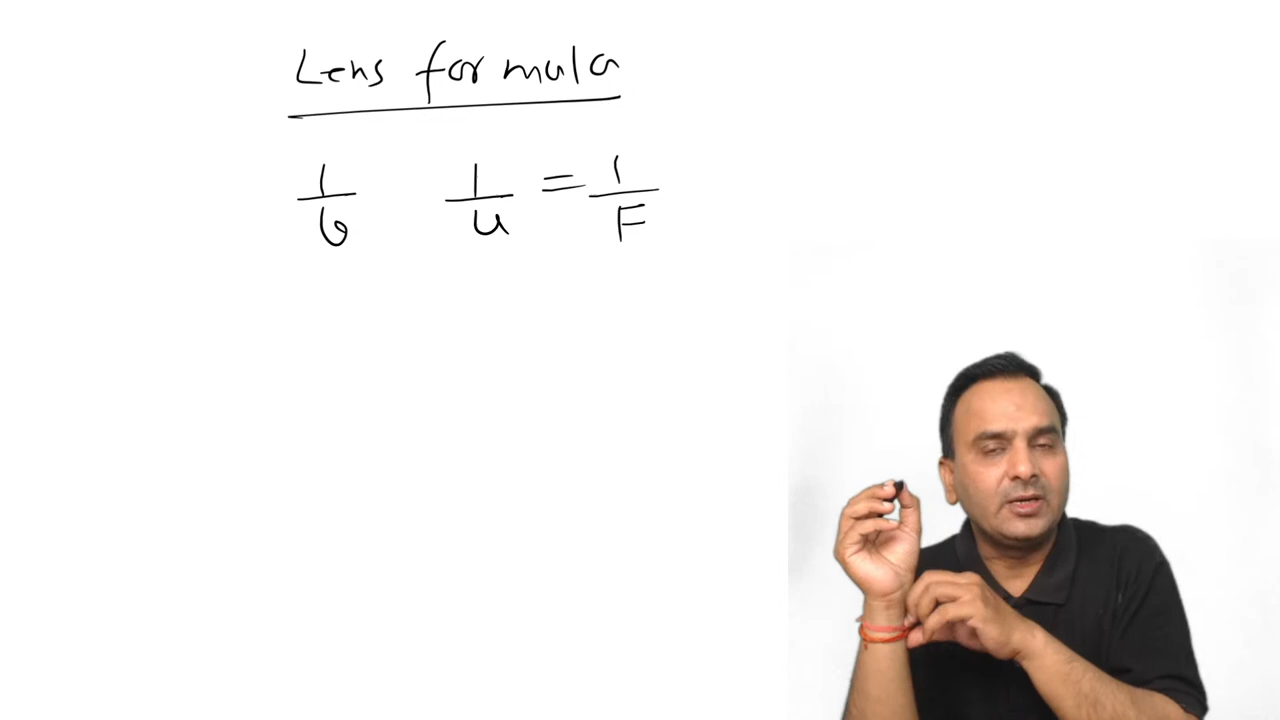 Lens formula
1/v 1/u = 1/F